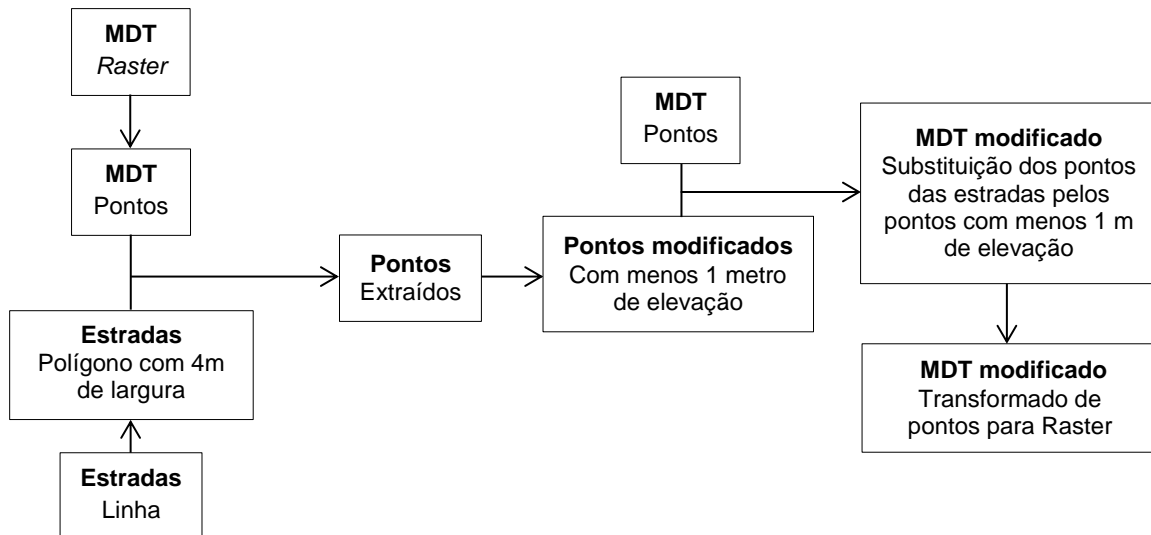 MDT
Raster
MDT
Pontos
Estradas
Polígono com 4m
de largura
Estradas
Linha
Pontos
Extraídos
MDT
Pontos
Pontos modificados
Com menos 1 metro
de elevação
MDT modificado
Substituição dos pontos
das estradas pelos
pontos com menos 1 m
de elevação
MDT modificado
Transformado de
pontos para Raster